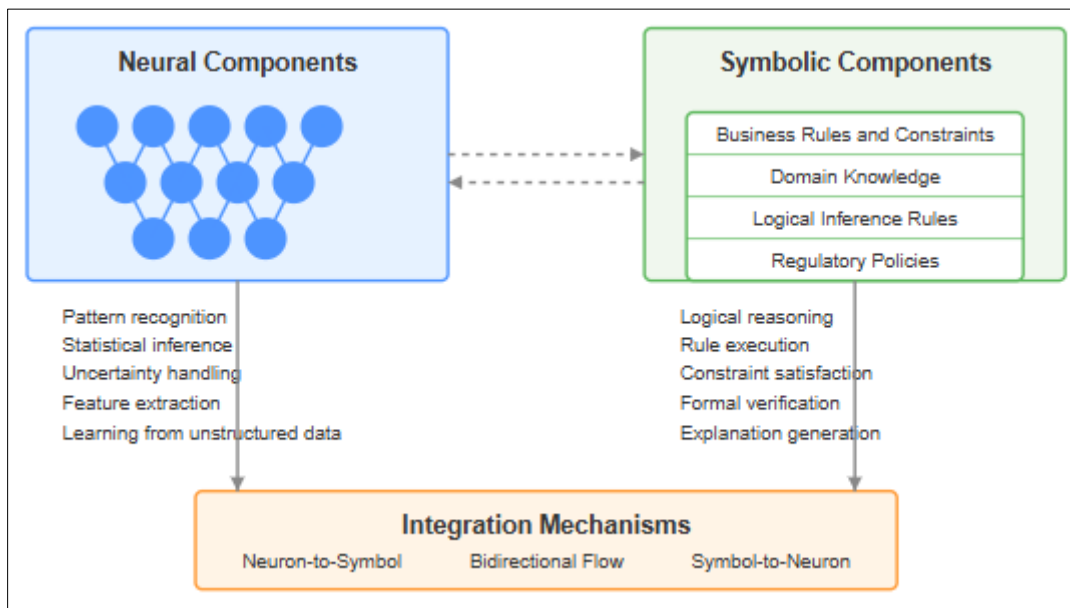 Neural Components
Symbolic Components
Business Rules and Constraints
Domain Knowledge
Logical Inference Rules
Regulatory Policies
Pattern recognition
Statistical inference
Uncertainty handling
Feature extraction
Learning from unstructured data
Logical reasoning
Rule execution
Constraint satisfaction
Formal verification
Explanation generation
Integration Mechanisms
Neuron-to-Symbol Bidirectional Flow Symbol-to-Neuron